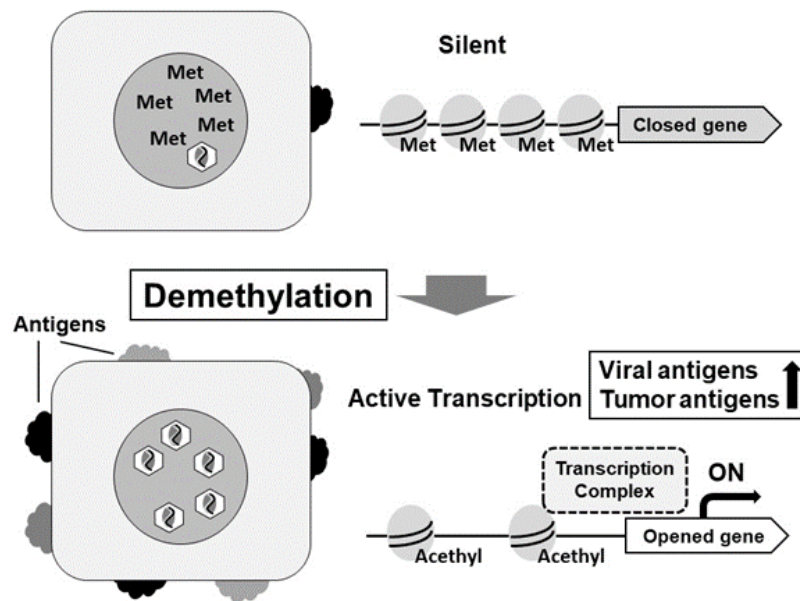 Silent
Met
Met
Met
Met
Met
Met
Met
Met
Met
Closed gene
Demethylation
Antigens
Active Transcription
Viral antigens
Tumor antigens
Transcription
Complex
ON
Acethyl
Acethyl
Opened gene